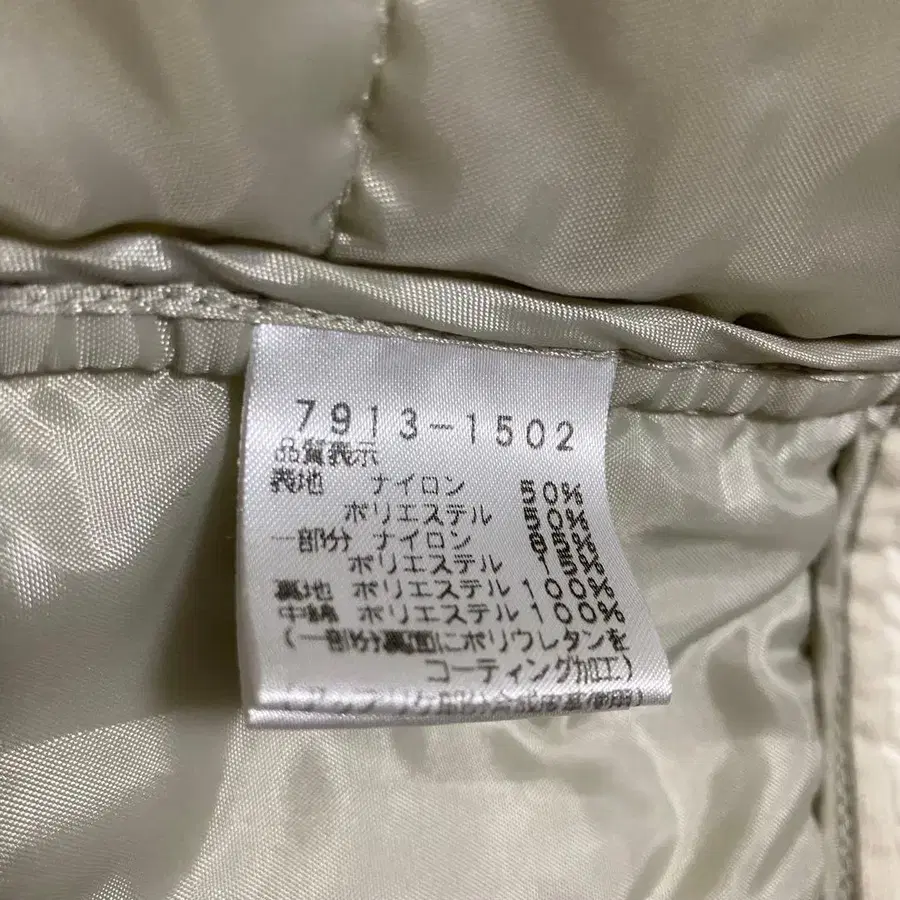 7913-1502
品質表示
表地 ナイロン 50%
ポリエステル 50%
一部分 ナイロン 85%
ポリエステル 15%
裏地 ポリエステル 100%
中綿 ポリエステル 100%
(一部分裏面にポリウレタンを
コーティング加工)